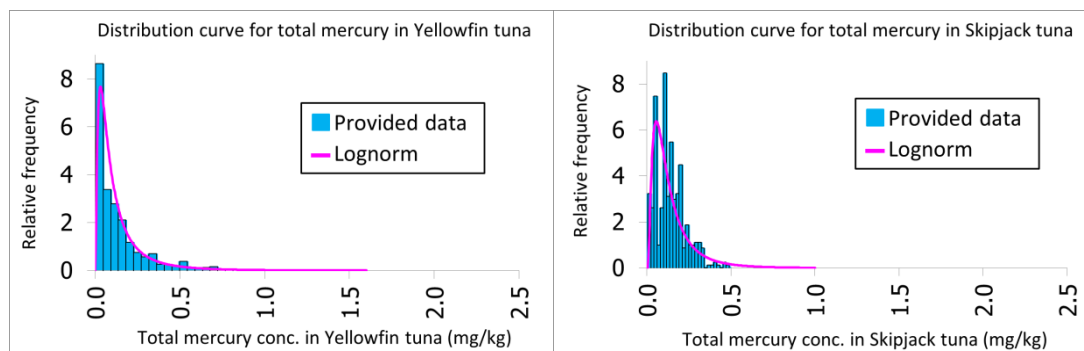 Distribution curve for total mercury in Yellowfin tuna
Relative frequency
8
6
4
2
0
Provided data
Lognorm
0.0
0.5
1.0
1.5
2.0
2.5
Total mercury conc. in Yellowfin tuna (mg/kg)
Distribution curve for total mercury in Skipjack tuna
Relative frequency
8
6
4
2
0
Provided data
Lognorm
0.0
0.5
1.0
1.5
2.0
2.5
Total mercury conc. in Skipjack tuna (mg/kg)